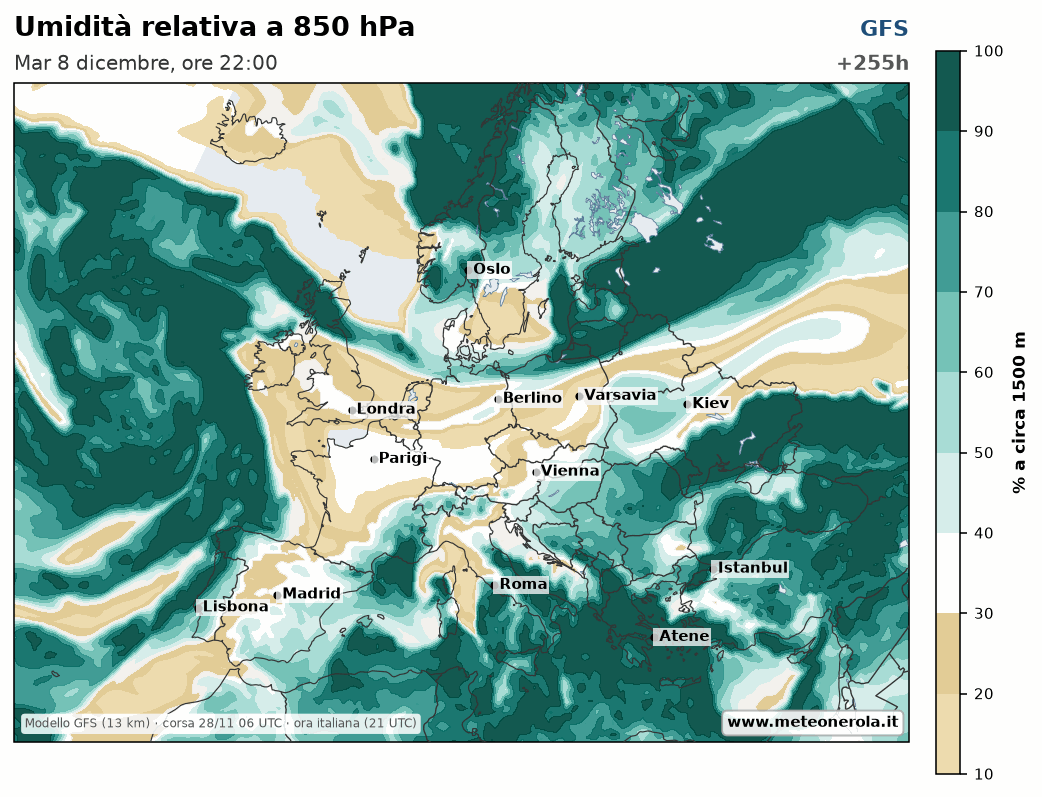 Umidità relativa a 850 hPa
GFS
Mar 8 dicembre, ore 22:00
+255h
100
90
80
70
60
50
40
30
20
10
% a circa 1500 m
Oslo
Berlino
Varsavia
Kiev
Londra
Parigi
Vienna
Istanbul
Roma
Madrid
Lisbona
Atene
Modello GFS (13 km) · corsa 28/11 06 UTC · ora italiana (21 UTC)
www.meteonerola.it